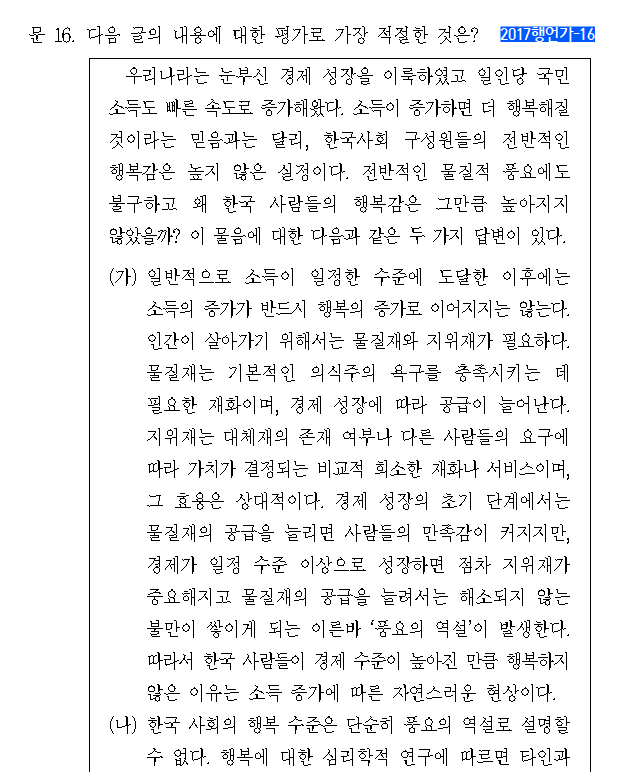 문 16. 다음 글의 내용에 대한 평가로 가장 적절한 것은? 2017행언가-16
우리나라는 눈부신 경제 성장을 이룩하였고 일인당 국민
소득도 빠른 속도로 증가해왔다. 소득이 증가하면 더 행복해질
것이라는 믿음과는 달리, 한국사회 구성원들의 전반적인
행복감은 높지 않은 실정이다. 전반적인 물질적 풍요에도
불구하고 왜 한국 사람들의 행복감은 그만큼 높아지지
않았을까? 이 물음에 대한 다음과 같은 두 가지 답변이 있다.
(가) 일반적으로 소득이 일정한 수준에 도달한 이후에는
소득의 증가가 반드시 행복의 증가로 이어지지는 않는다.
인간이 살아가기 위해서는 물질재와 지위재가 필요하다.
물질재는 기본적인 의식주의 욕구를 충족시키는 데
필요한 재화이며, 경제 성장에 따라 공급이 늘어난다.
지위재는 대체재의 존재 여부나 다른 사람들의 요구에
따라 가치가 결정되는 비교적 희소한 재화나 서비스이며,
그 효용은 상대적이다. 경제 성장의 초기 단계에서는
물질재의 공급을 늘리면 사람들의 만족감이 커지지만,
경제가 일정 수준 이상으로 성장하면 점차 지위재가
중요해지고 물질재의 공급을 늘려서는 해소되지 않는
불만이 쌓이게 되는 이른바 ‘풍요의 역설’이 발생한다.
따라서 한국 사람들이 경제 수준이 높아진 만큼 행복하지
않은 이유는 소득 증가에 따른 자연스러운 현상이다.
(나) 한국 사회의 행복 수준은 단순히 풍요의 역설로 설명할
수 없다. 행복에 대한 심리학적 연구에 따르면 타인과